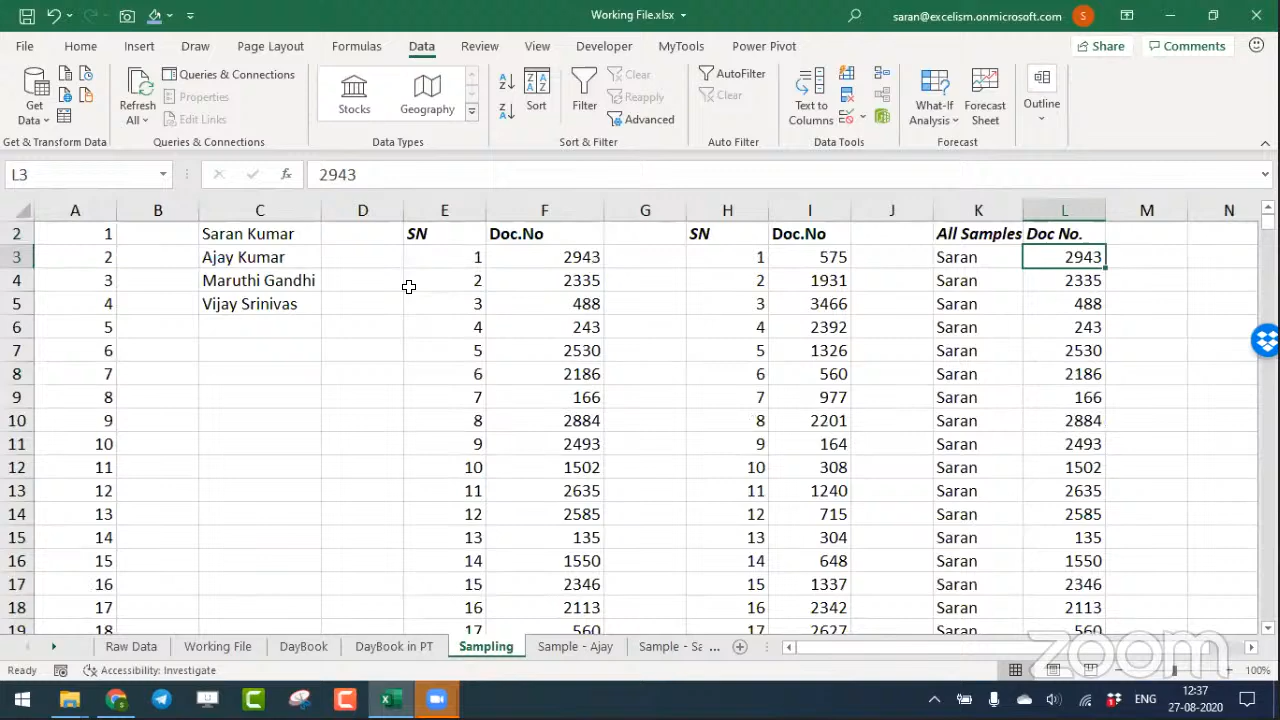 Working File.xlsx
saran@excelism.onmicrosoft.com S
File Home Insert Draw Page Layout Formulas Data Review View Developer MyTools Power Pivot Share Comments
Get Data
Refresh All
Queries & Connections
Properties
Edit Links
Stocks Geography
Sort Filter
Clear
Reapply
Advanced
AutoFilter
Clear
Text to Columns
What-If Analysis
Forecast Sheet
Outline
Get & Transform Data Queries & Connections Data Types Sort & Filter Auto Filter Data Tools Forecast
L3 fx 2943
A B C D E F G H I J K L M N
2 1 Saran Kumar SN Doc.No SN Doc.No All Samples Doc No.
3 2 Ajay Kumar 1 2943 1 575 Saran 2943
4 3 Maruthi Gandhi 2 2335 2 1931 Saran 2335
5 4 Vijay Srinivas 3 488 3 3466 Saran 488
6 5 4 243 4 2392 Saran 243
7 6 5 2530 5 1326 Saran 2530
8 7 6 2186 6 560 Saran 2186
9 8 7 166 7 977 Saran 166
10 9 8 2884 8 2201 Saran 2884
11 10 9 2493 9 164 Saran 2493
12 11 10 1502 10 308 Saran 1502
13 12 11 2635 11 1240 Saran 2635
14 13 12 2585 12 715 Saran 2585
15 14 13 135 13 304 Saran 135
16 15 14 1550 14 648 Saran 1550
17 16 15 2346 15 1337 Saran 2346
18 17 16 2113 16 2342 Saran 2113
19 18 17 560 17 2627 Saran 560
Raw Data Working File DayBook DayBook in PT Sampling Sample - Ajay Sample - Sa ...
zoom
Ready Accessibility: Investigate 100%
ENG 12:37
27-08-2020